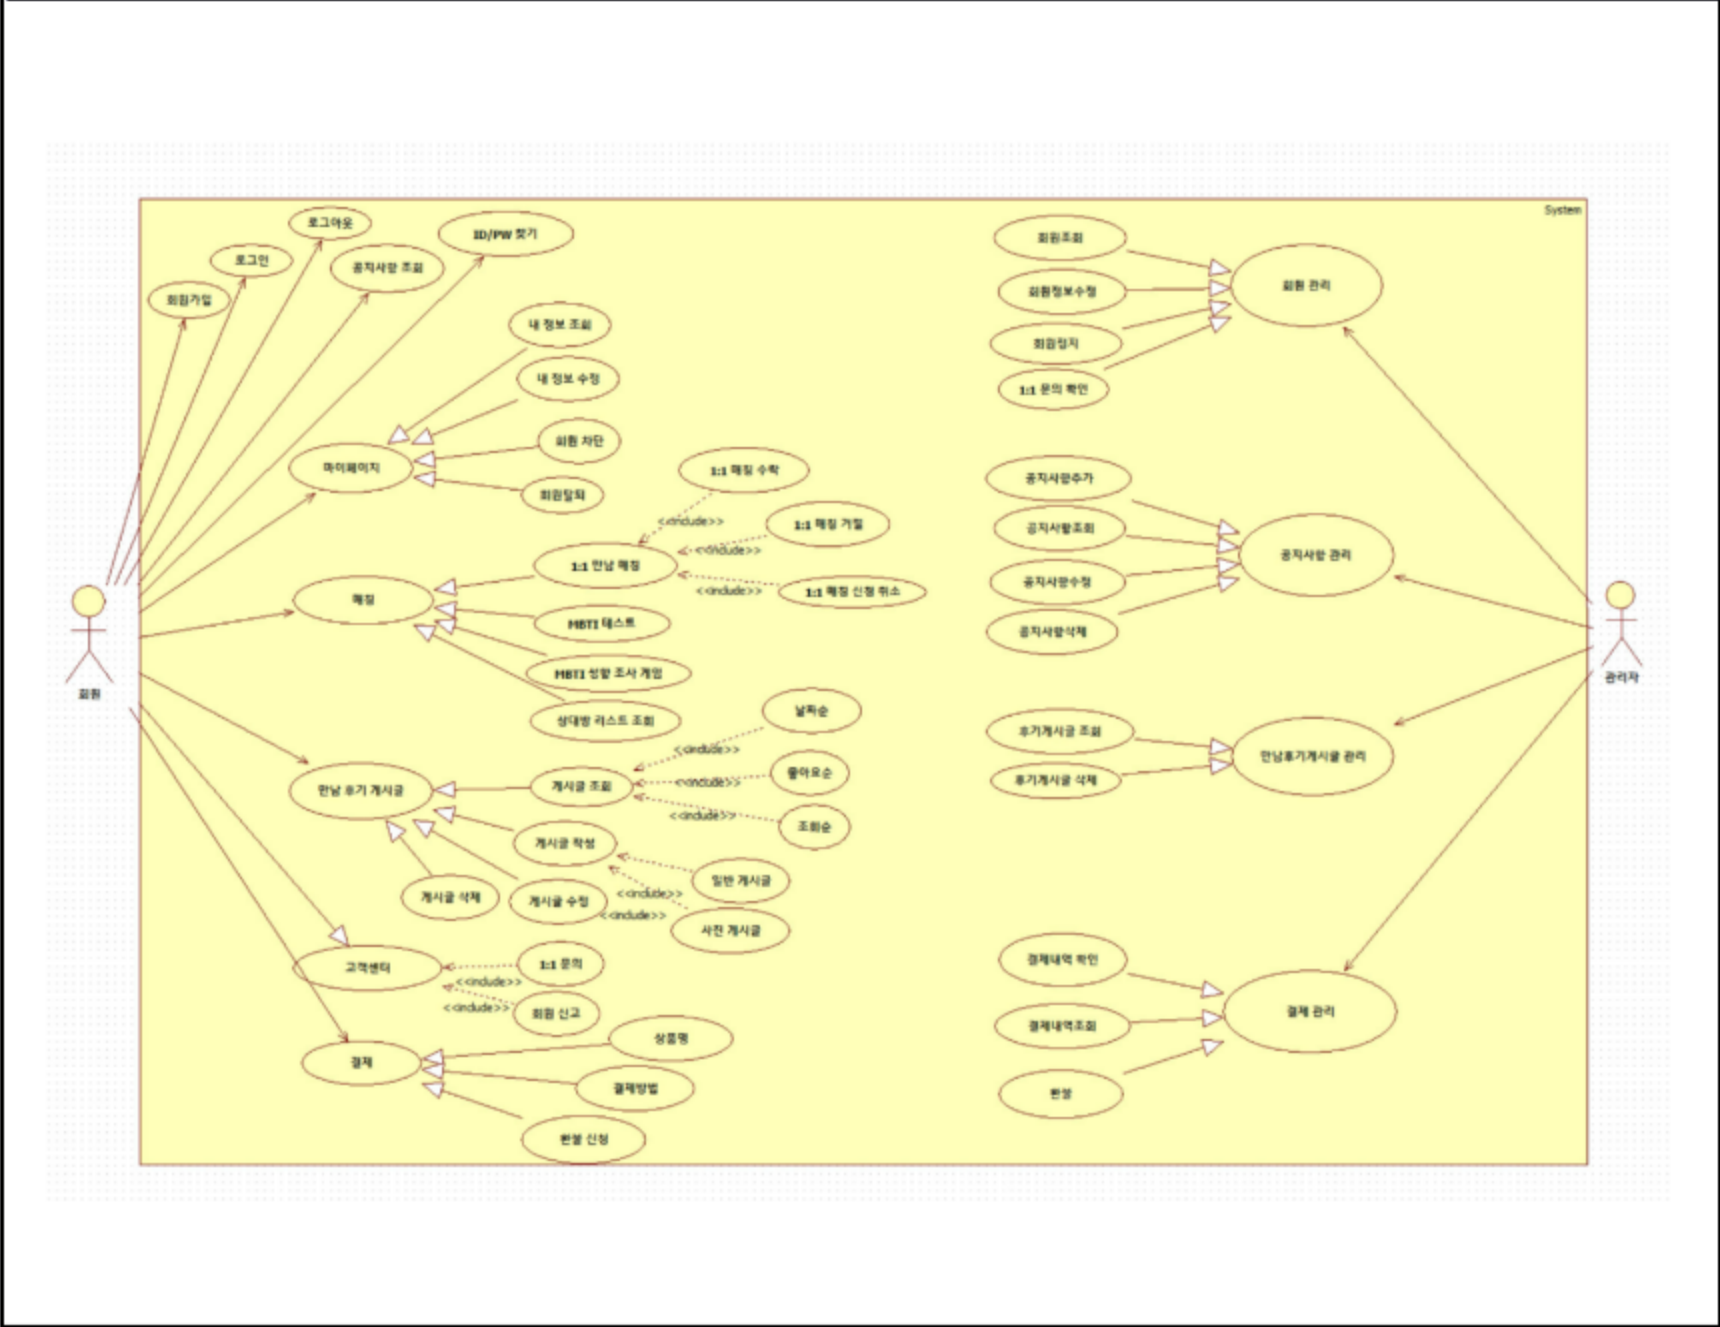 System
로그아웃
ID/PW 찾기
로그인
공지사항 조회
회원가입
내 정보 조회
내 정보 수정
회원 차단
마이페이지
회원탈퇴
1:1 매칭 수락
<<include>>
1:1 매칭 거절
<<include>>
1:1 만남 매칭
<<include>>
1:1 매칭 신청 취소
매칭
MBTI 테스트
MBTI 성향 조사 게임
상대방 리스트 조회
회원
날짜순
<<include>>
좋아요순
<<include>>
게시글 조회
만남 후기 게시글
<<include>>
조회순
게시글 작성
일반 게시글
<<include>>
게시글 삭제
게시글 수정
<<include>>
사진 게시글
고객센터
1:1 문의
<<include>>
<<include>>
회원 신고
상품명
결제
결제방법
환불 신청
회원조회
회원정보수정
회원 관리
회원정지
1:1 문의 확인
공지사항추가
공지사항조회
공지사항 관리
공지사항수정
공지사항삭제
관리자
후기게시글 조회
만남후기게시글 관리
후기게시글 삭제
결제내역 확인
결제내역조회
결제 관리
환불